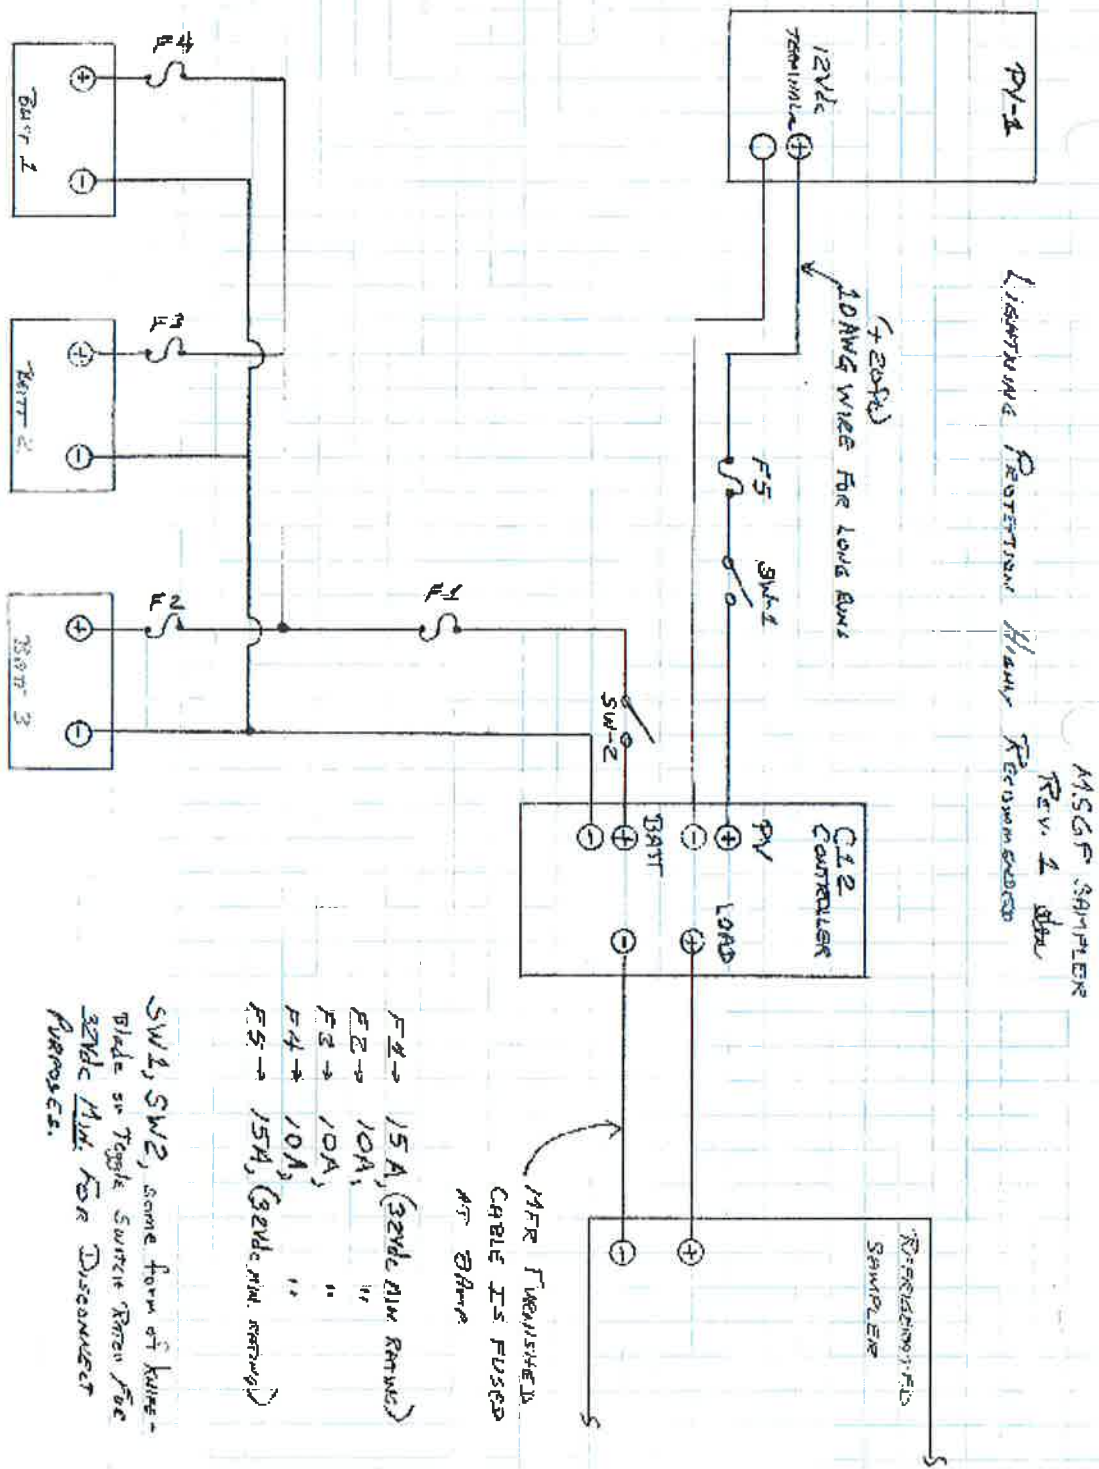 MSGF SAMPLER
REV. 1
LIGHTNING PROTECTION HIGHLY RECOMMENDED
PV-1
12Vdc
TERMINALS
+
(+20ft)
10AWG WIRE FOR LONG RUNS
F5
SW-1
C12
CONTROLLER
PV
LOAD
+
-
+
BATT
+
-
-
REFRIGERATED
SAMPLER
+
-
MFR FURNISHED
CABLE IS FUSED
AT 8Amp
F1
SW-2
F4
F3
F2
+
-
BATT 1
+
-
BATT 2
+
-
BATT 3
F1→ 15A, (32Vdc MIN RATING)
F2→ 10A, "
F3→ 10A, "
F4→ 10A, "
F5→ 15A, (32Vdc MIN. RATING)
SW1, SW2, some form of KNIFE-
Blade or Toggle SWITCH RATED FOR
32Vdc MIN. FOR DISCONNECT
PURPOSES.